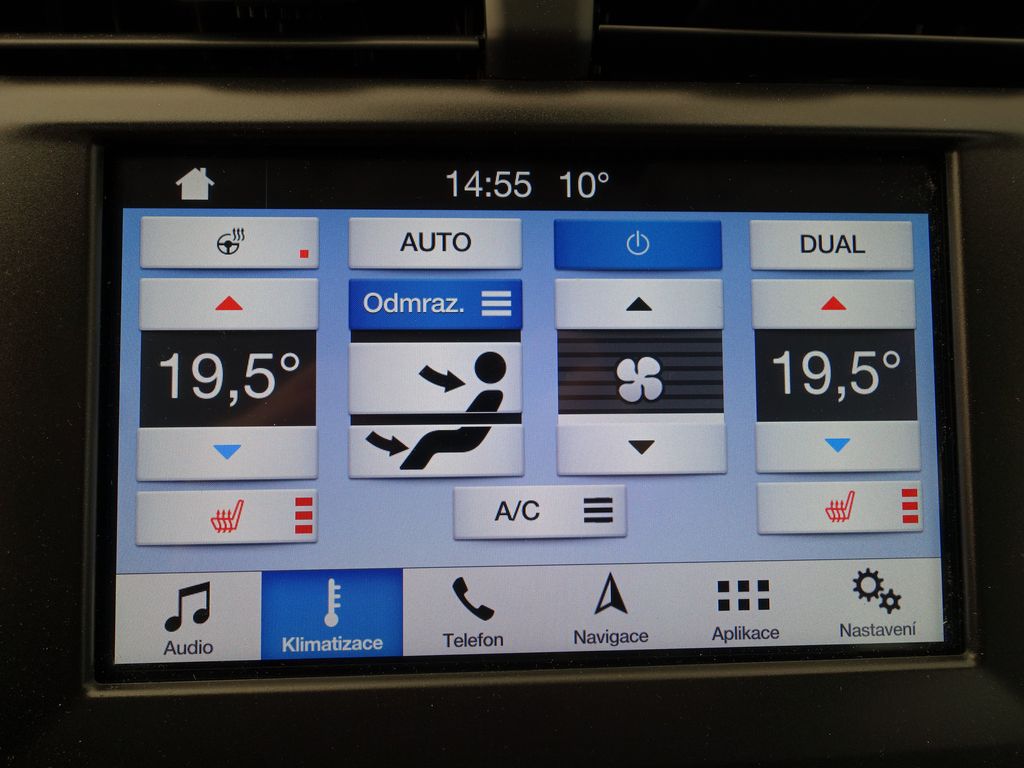 14:55 10°
AUTO
DUAL
Odmraz.
19,5°
19,5°
A/C
Audio
Klimatizace
Telefon
Navigace
Aplikace
Nastavení